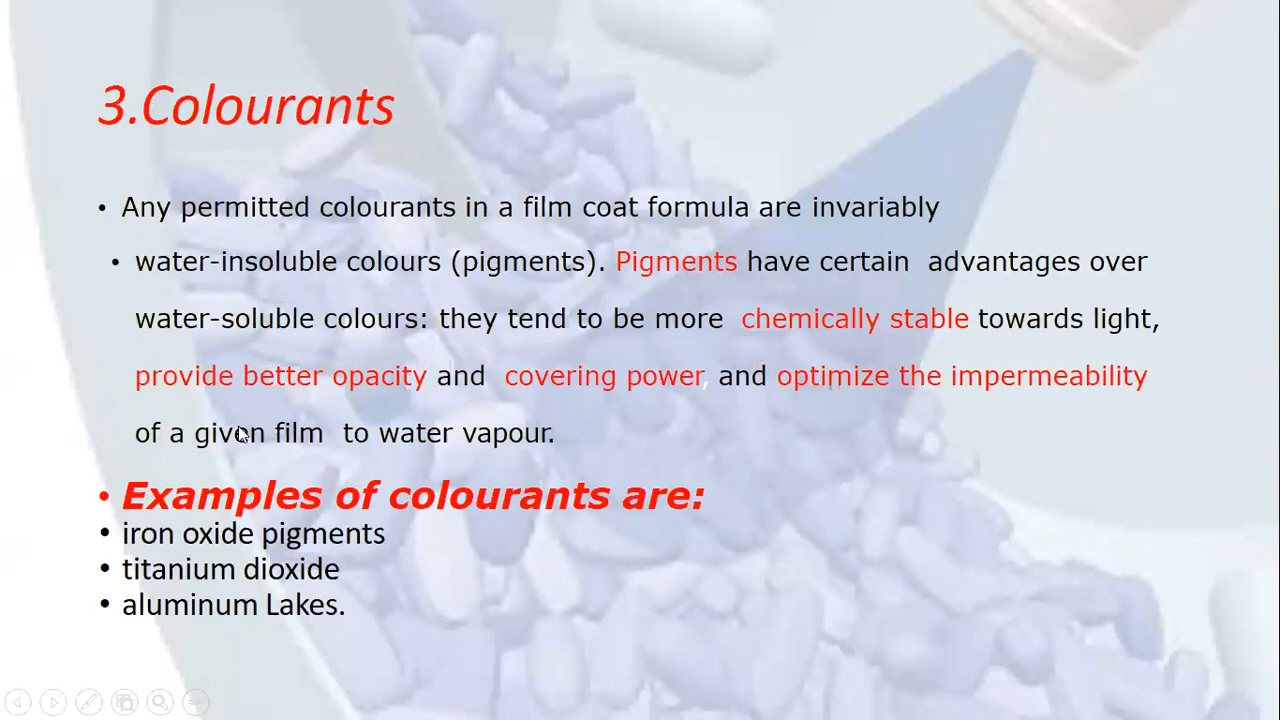 3.Colourants
• Any permitted colourants in a film coat formula are invariably
• water-insoluble colours (pigments). Pigments have certain advantages over
water-soluble colours: they tend to be more chemically stable towards light,
provide better opacity and covering power, and optimize the impermeability
of a given film to water vapour.
• Examples of colourants are:
• iron oxide pigments
• titanium dioxide
• aluminum Lakes.